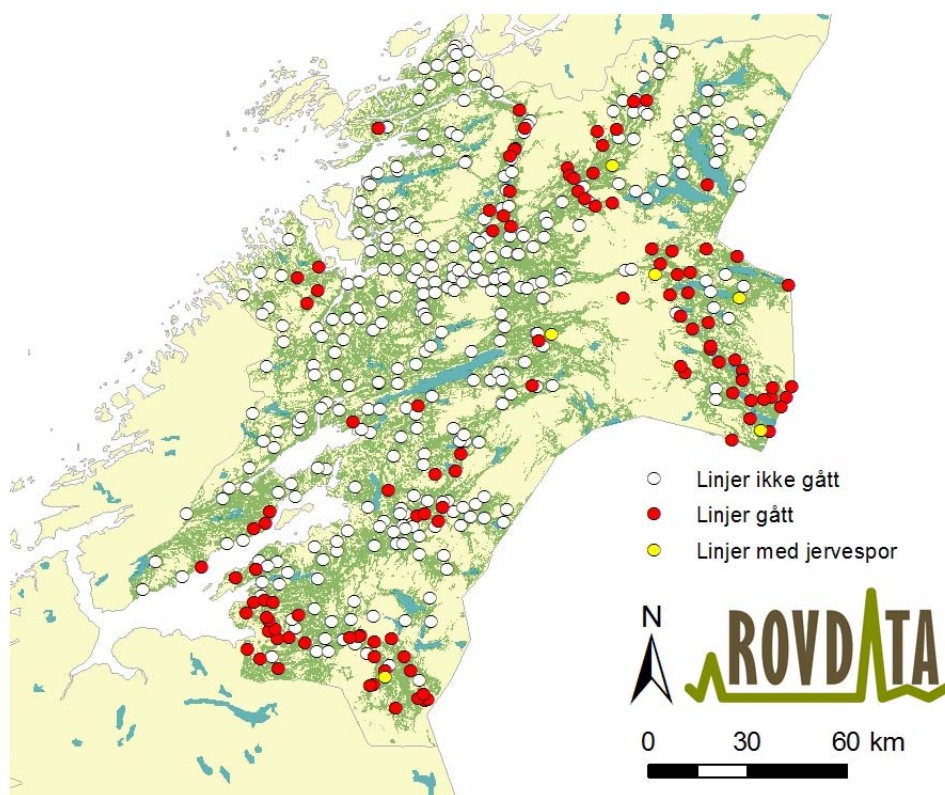 Linjer ikke gått
Linjer gått
Linjer med jervespor
N
ROVDATA
0 30 60 km